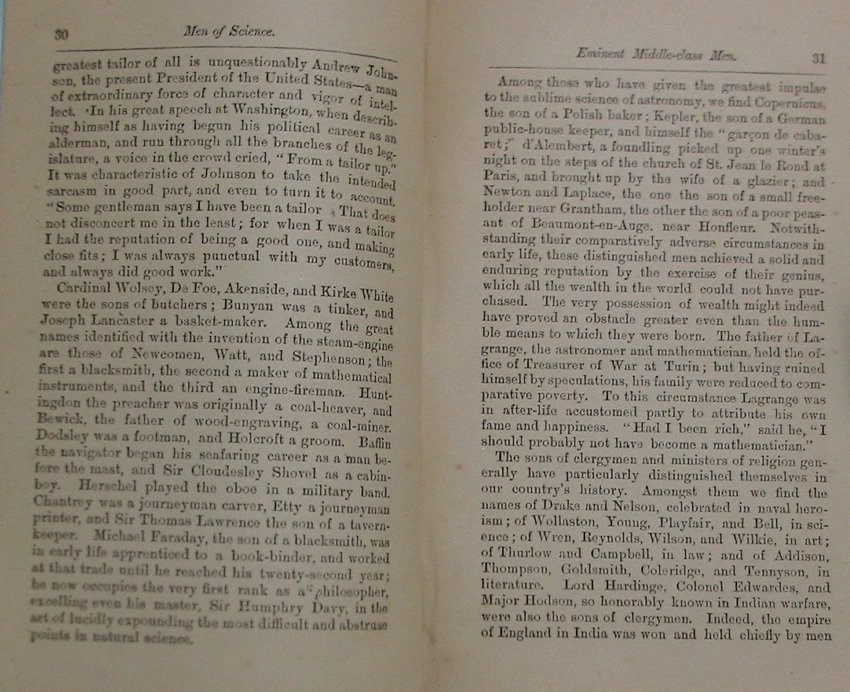 30
Men of Science.
greatest tailor of all is unquestionably Andrew John-
son, the present President of the United States—a man
of extraordinary force of character and vigor of intel-
lect. In his great speech at Washington, when describ-
ing himself as having begun his political career as an
alderman, and run through all the branches of the leg-
islature, a voice in the crowd cried, "From a tailor up."
It was characteristic of Johnson to take the intended
sarcasm in good part, and even to turn it to account.
"Some gentleman says I have been a tailor. That does
not disconcert me in the least; for when I was a tailor
I had the reputation of being a good one, and making
close fits; I was always punctual with my customers,
and always did good work."
Cardinal Wolsey, De Foe, Akenside, and Kirke White
were the sons of butchers; Bunyan was a tinker, and
Joseph Lancaster a basket-maker. Among the great
names identified with the invention of the steam-engine
are those of Newcomen, Watt, and Stephenson; the
first a blacksmith, the second a maker of mathematical
instruments, and the third an engine-fireman. Hunt-
ingdon the preacher was originally a coal-heaver, and
Bewick, the father of wood-engraving, a coal-miner.
Dodsley was a footman, and Holcroft a groom. Baffin
the navigator began his seafaring career as a man be-
fore the mast, and Sir Cloudesley Shovel as a cabin-
boy. Herschel played the oboe in a military band.
Chantrey was a journeyman carver, Etty a journeyman
printer, and Sir Thomas Lawrence the son of a tavern-
keeper. Michael Faraday, the son of a blacksmith, was
in early life apprenticed to a book-binder, and worked
at that trade until he reached his twenty-second year;
he now occupies the very first rank as a philosopher,
excelling even his master, Sir Humphry Davy, in the
art of lucidly expounding the most difficult and abstruse
points in natural science.
Eminent Middle-class Men.
31
Among those who have given the greatest impulse
to the sublime science of astronomy, we find Copernicus,
the son of a Polish baker; Kepler, the son of a German
public-house keeper, and himself the "garçon de caba-
ret;" d'Alembert, a foundling picked up one winter's
night on the steps of the church of St. Jean le Rond at
Paris, and brought up by the wife of a glazier; and
Newton and Laplace, the one the son of a small free-
holder near Grantham, the other the son of a poor peas-
ant of Beaumont-en-Auge, near Honfleur. Notwith-
standing their comparatively adverse circumstances in
early life, these distinguished men achieved a solid and
enduring reputation by the exercise of their genius,
which all the wealth in the world could not have pur-
chased. The very possession of wealth might indeed
have proved an obstacle greater even than the hum-
ble means to which they were born. The father of La-
grange, the astronomer and mathematician, held the of-
fice of Treasurer of War at Turin; but having ruined
himself by speculations, his family were reduced to com-
parative poverty. To this circumstance Lagrange was
in after-life accustomed partly to attribute his own
fame and happiness. "Had I been rich," said he, "I
should probably not have become a mathematician."
The sons of clergymen and ministers of religion gen-
erally have particularly distinguished themselves in
our country's history. Amongst them we find the
names of Drake and Nelson, celebrated in naval hero-
ism; of Wollaston, Young, Playfair, and Bell, in sci-
ence; of Wren, Reynolds, Wilson, and Wilkie, in art;
of Thurlow and Campbell, in law; and of Addison,
Thompson, Goldsmith, Coleridge, and Tennyson, in
literature. Lord Hardinge, Colonel Edwardes, and
Major Hodson, so honorably known in Indian warfare,
were also the sons of clergymen. Indeed, the empire
of England in India was won and held chiefly by men